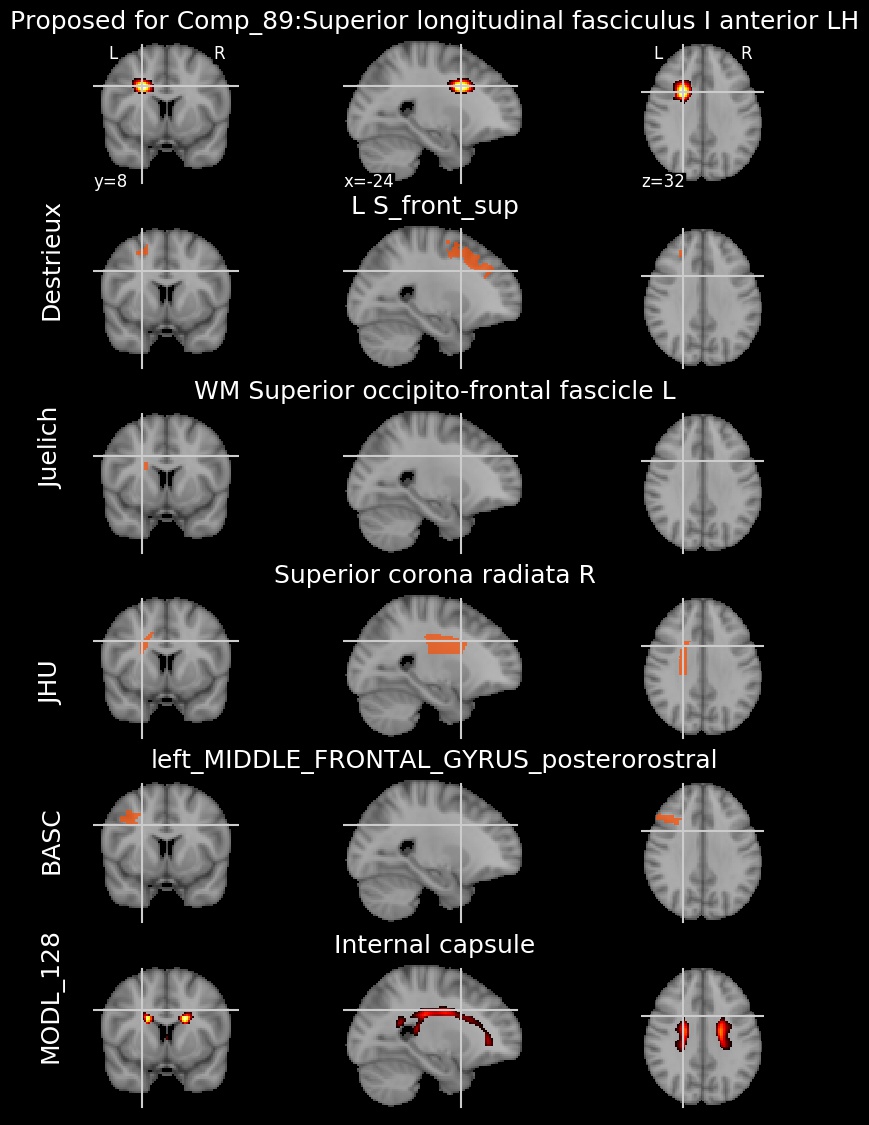 Proposed for Comp_89:Superior longitudinal fasciculus I anterior LH
L R L R
y=8 x=-24 z=32
L S_front_sup
Destrieux
WM Superior occipito-frontal fascicle L
Juelich
Superior corona radiata R
JHU
left_MIDDLE_FRONTAL_GYRUS_posterorostral
BASC
Internal capsule
MODL_128